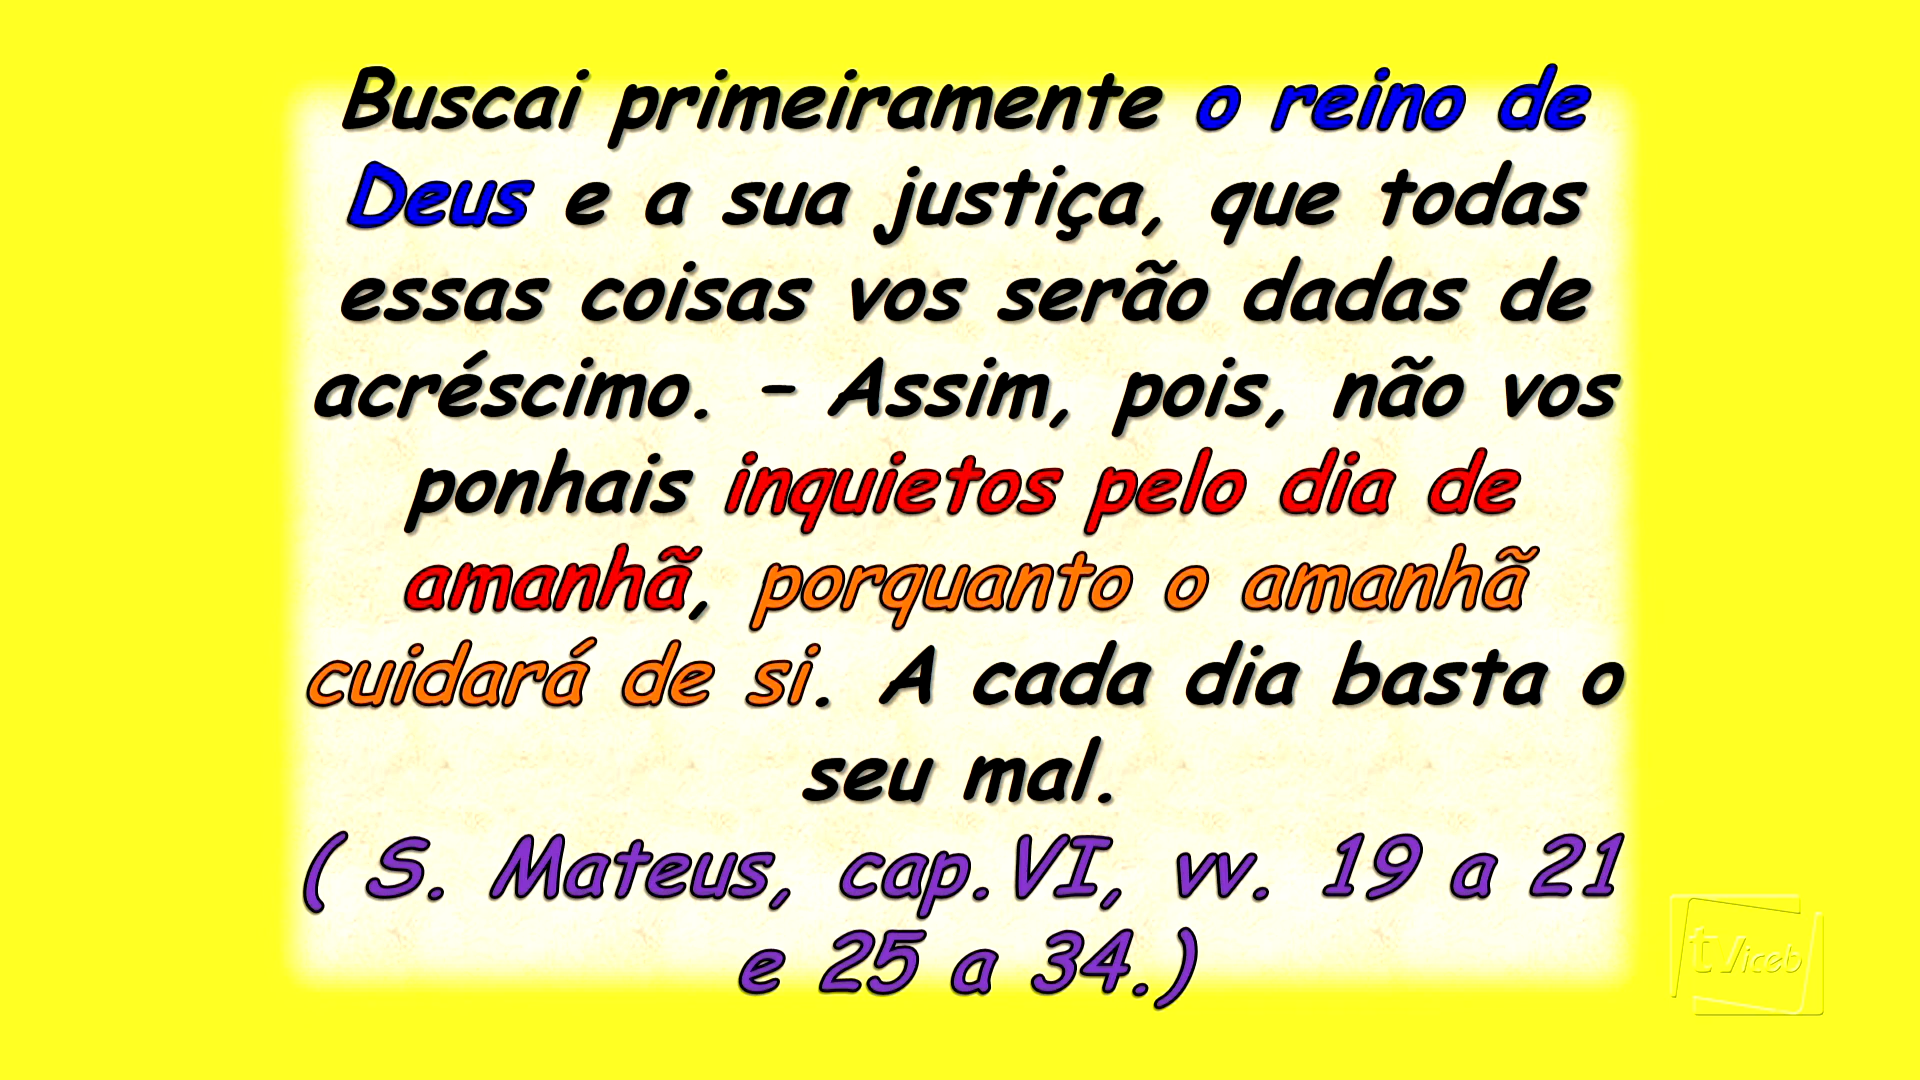 Buscai primeiramente o reino de
Deus e a sua justiça, que todas
essas coisas vos serão dadas de
acréscimo. – Assim, pois, não vos
ponhais inquietos pelo dia de
amanhã, porquanto o amanhã
cuidará de si. A cada dia basta o
seu mal.
( S. Mateus, cap.VI, vv. 19 a 21
e 25 a 34.)
tViceb